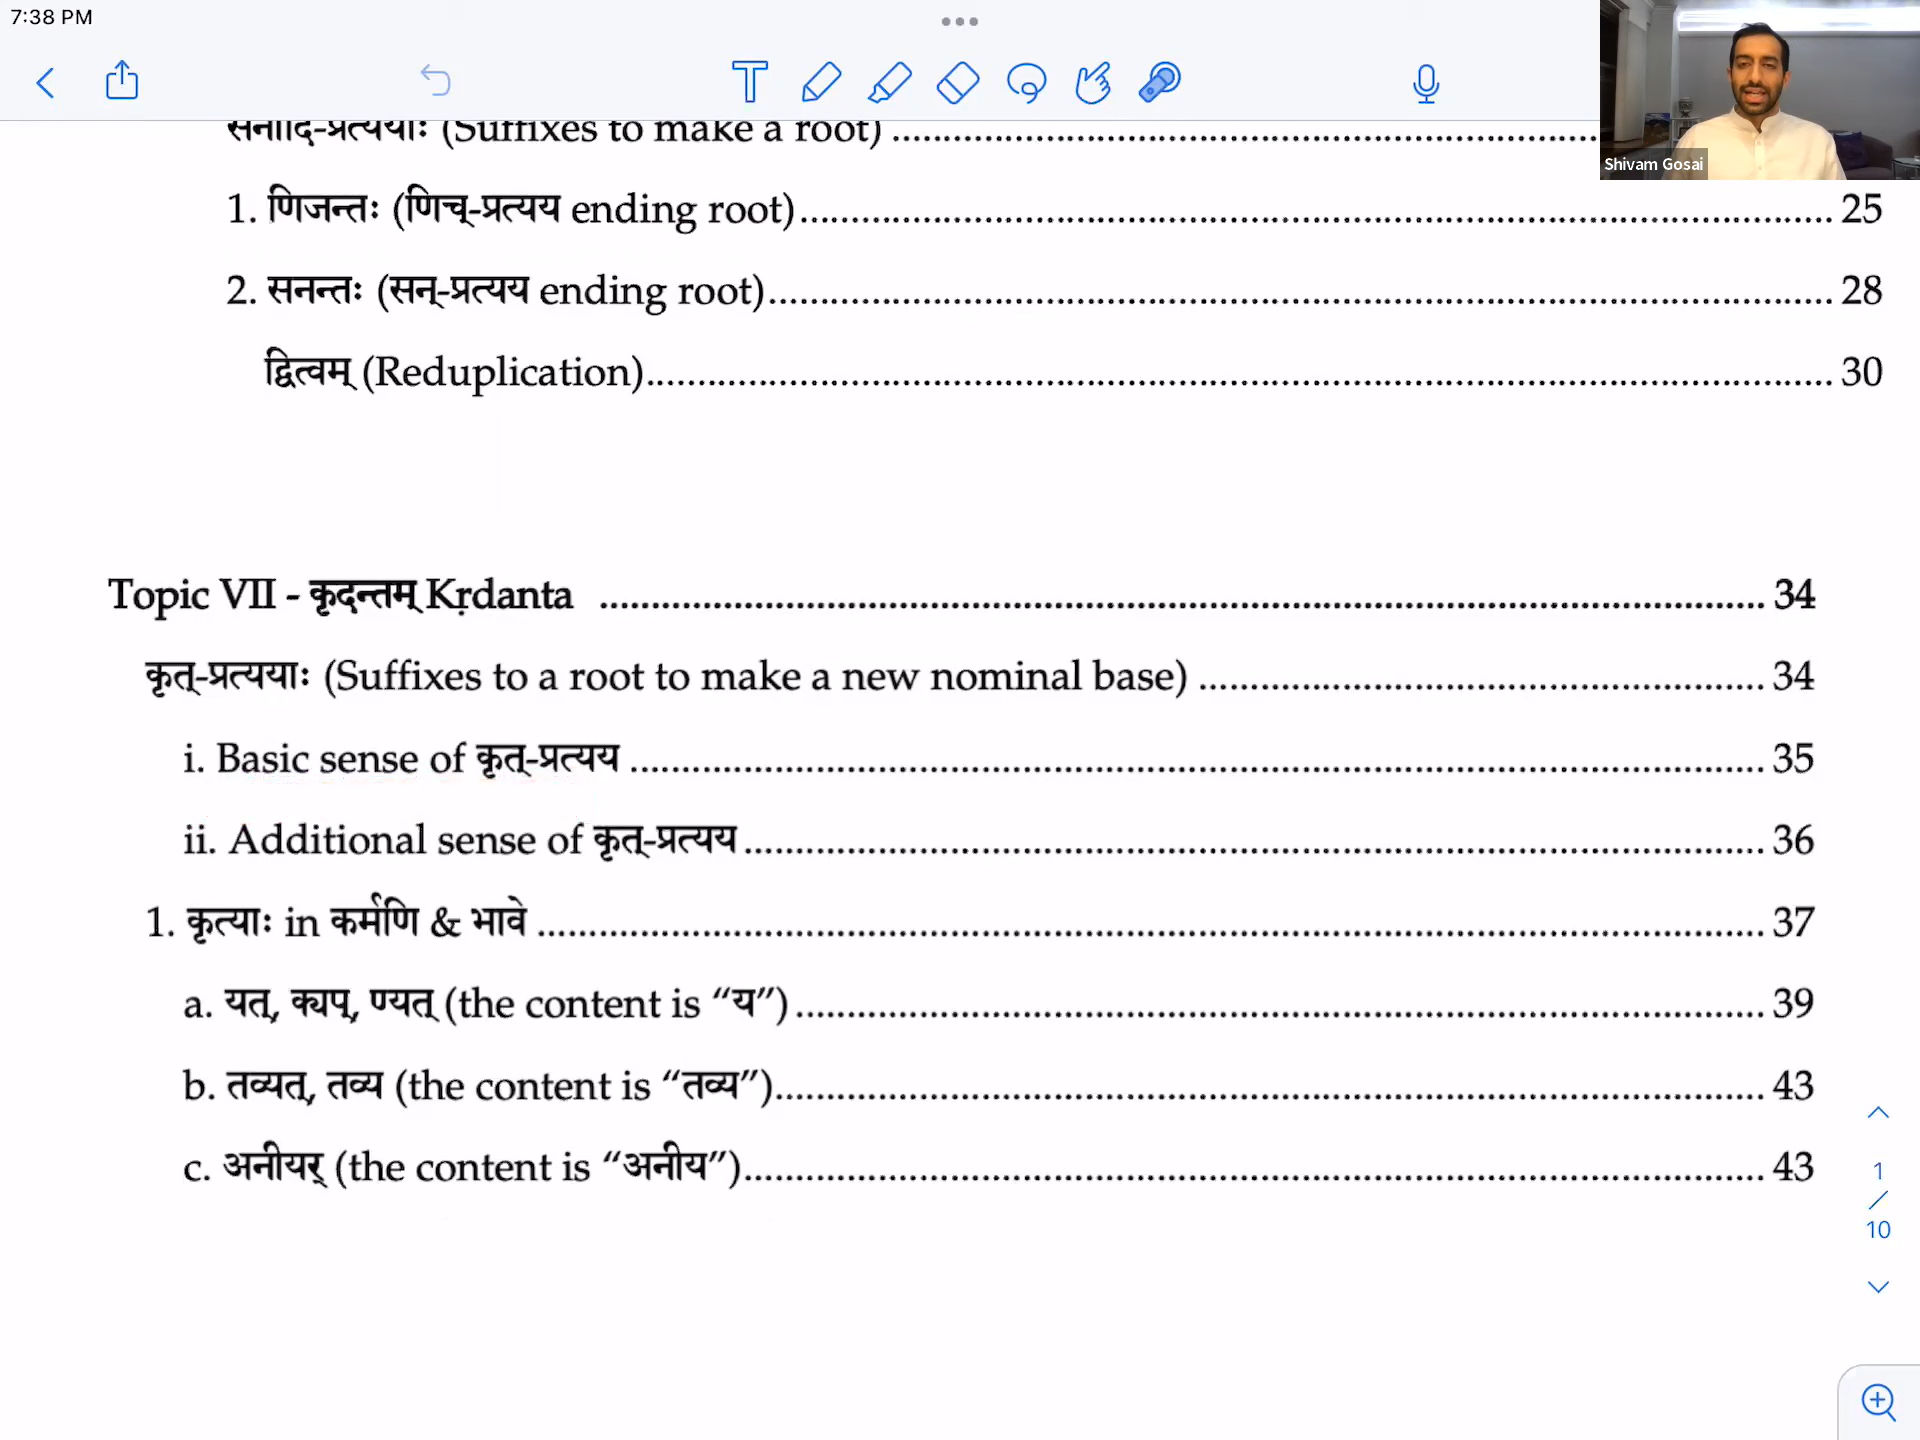 7:38 PM
Shivam Gosai
सनादि-प्रत्ययाः (Suffixes to make a root) ........................................................................
1. णिजन्तः (णिच्-प्रत्यय ending root)........................................................................ 25
2. सनन्तः (सन्-प्रत्यय ending root)........................................................................ 28
द्वित्वम् (Reduplication)........................................................................ 30
Topic VII - कृदन्तम् Kṛdanta ........................................................................ 34
कृत्-प्रत्ययाः (Suffixes to a root to make a new nominal base) ........................................................................ 34
i. Basic sense of कृत्-प्रत्यय ........................................................................ 35
ii. Additional sense of कृत्-प्रत्यय........................................................................ 36
1. कृत्याः in कर्मणि & भावे ........................................................................ 37
a. यत्, क्यप्, ण्यत् (the content is “य”)........................................................................ 39
b. तव्यत्, तव्य (the content is “तव्य”)........................................................................ 43
c. अनीयर् (the content is “अनीय”)........................................................................ 43
1
/
10